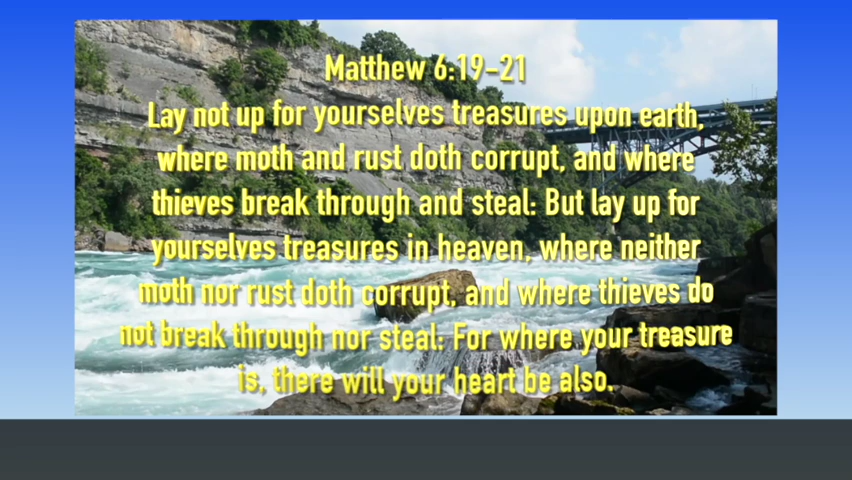 Matthew 6:19-21
Lay not up for yourselves treasures upon earth,
where moth and rust doth corrupt, and where
thieves break through and steal: But lay up for
yourselves treasures in heaven, where neither
moth nor rust doth corrupt, and where thieves do
not break through nor steal: For where your treasure
is, there will your heart be also.